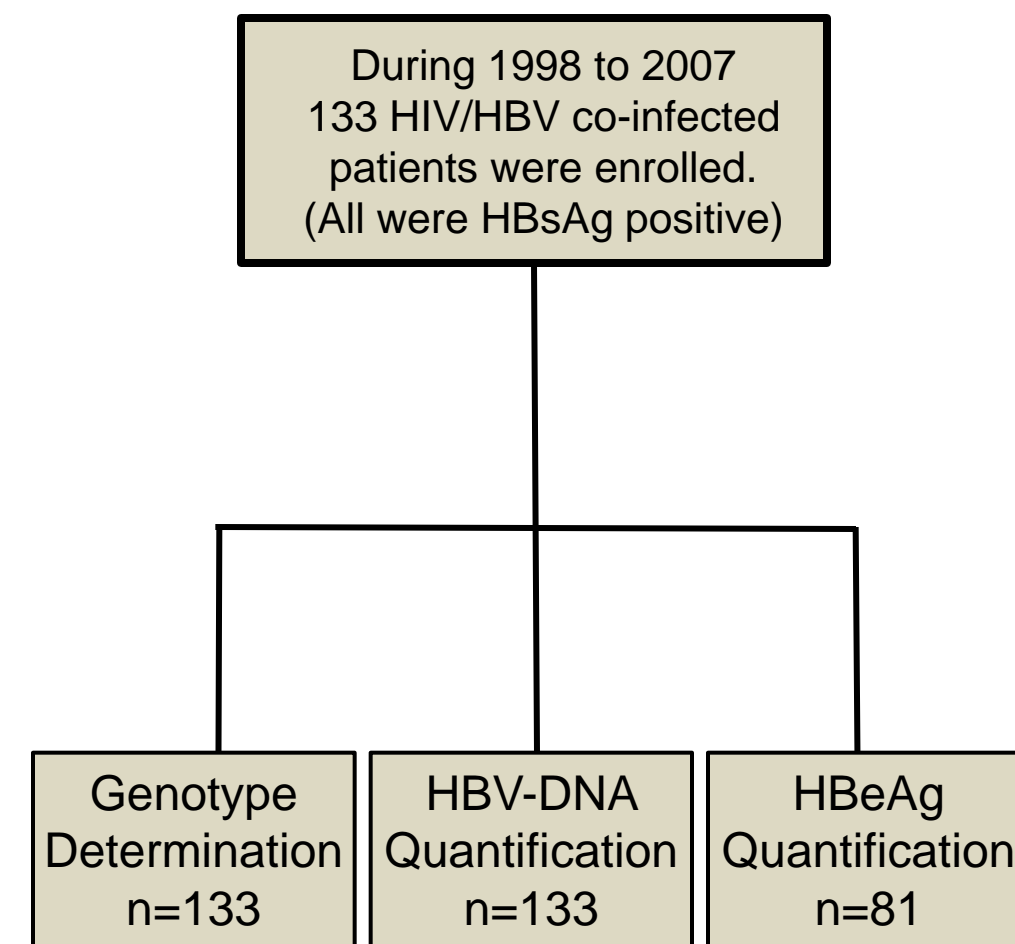 During 1998 to 2007
133 HIV/HBV co-infected
patients were enrolled.
(All were HBsAg positive)
Genotype
Determination
n=133
HBV-DNA
Quantification
n=133
HBeAg
Quantification
n=81